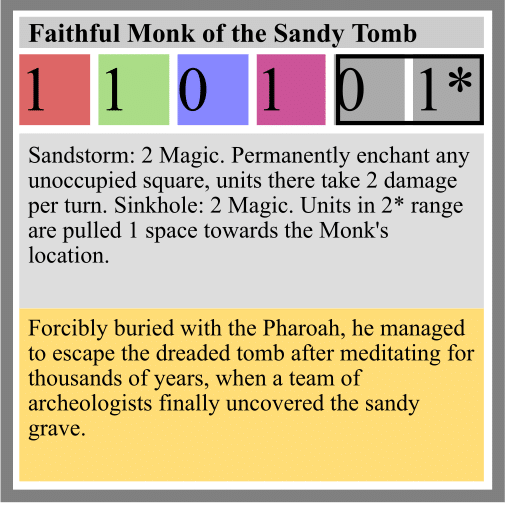 Faithful Monk of the Sandy Tomb
1 1 0 1 0 1*
Sandstorm: 2 Magic. Permanently enchant any
unoccupied square, units there take 2 damage
per turn. Sinkhole: 2 Magic. Units in 2* range
are pulled 1 space towards the Monk's
location.
Forcibly buried with the Pharoah, he managed
to escape the dreaded tomb after meditating for
thousands of years, when a team of
archeologists finally uncovered the sandy
grave.